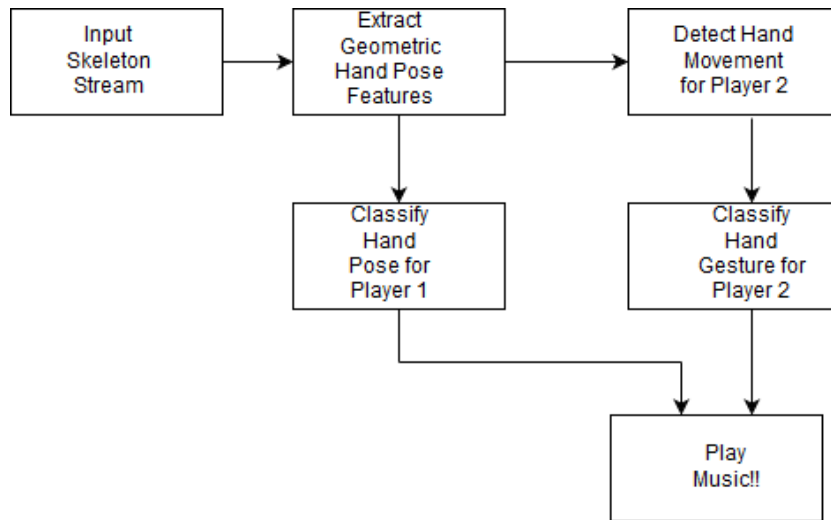 Input
Skeleton
Stream
Extract
Geometric
Hand Pose
Features
Detect Hand
Movement
for Player 2
Classify
Hand
Pose for
Player 1
Classify
Hand
Gesture for
Player 2
Play
Music!!